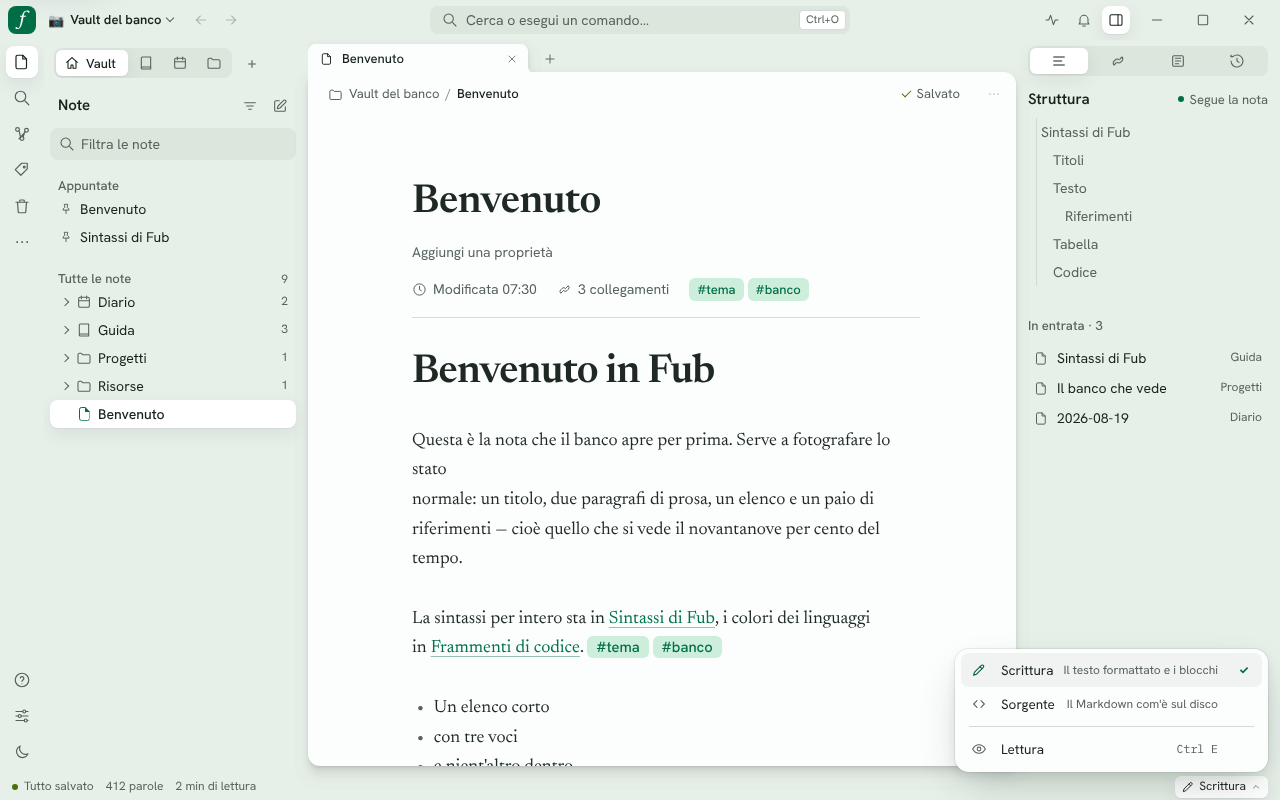 Vault del banco
Cerca o esegui un comando...
Ctrl+O
Vault
Note
Filtra le note
Appuntate
Benvenuto
Sintassi di Fub
Tutte le note 9
Diario 2
Guida 3
Progetti 1
Risorse 1
Benvenuto
Benvenuto
Vault del banco / Benvenuto
Salvato
Benvenuto
Aggiungi una proprietà
Modificata 07:30 3 collegamenti #tema #banco
Benvenuto in Fub
Questa è la nota che il banco apre per prima. Serve a fotografare lo
stato
normale: un titolo, due paragrafi di prosa, un elenco e un paio di
riferimenti — cioè quello che si vede il novantanove per cento del
tempo.
La sintassi per intero sta in Sintassi di Fub, i colori dei linguaggi
in Frammenti di codice. #tema #banco
• Un elenco corto
• con tre voci
• e nient'altro dentro
Struttura
Segue la nota
Sintassi di Fub
Titoli
Testo
Riferimenti
Tabella
Codice
In entrata · 3
Sintassi di Fub Guida
Il banco che vede Progetti
2026-08-19 Diario
Scrittura Il testo formattato e i blocchi
Sorgente Il Markdown com'è sul disco
Lettura Ctrl E
Tutto salvato 412 parole 2 min di lettura
Scrittura